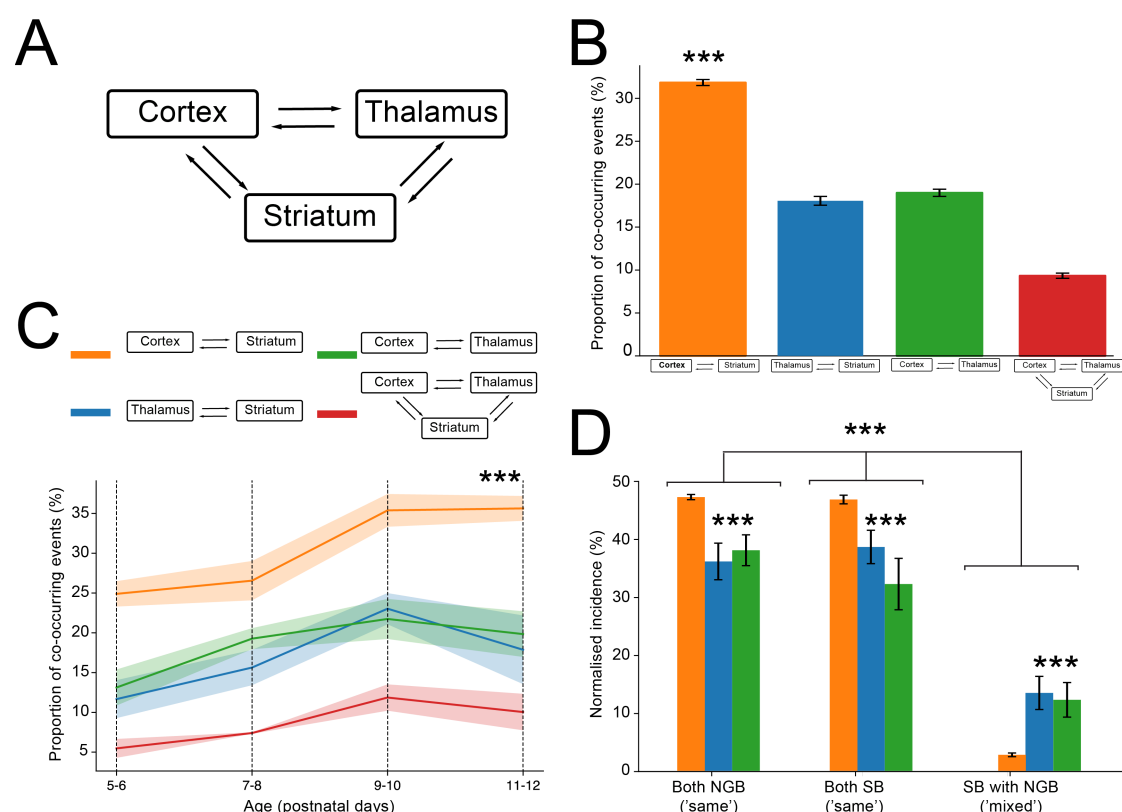 A
Cortex
Thalamus
Striatum
B
***
Proportion of co-occurring events (%)
30
25
20
15
10
5
0
Cortex Striatum
Thalamus Striatum
Cortex Thalamus
Cortex Thalamus
Striatum
C
Cortex Striatum
Cortex Thalamus
Thalamus Striatum
Cortex Thalamus
Striatum
***
Proportion of co-occurring events (%)
35
30
25
20
15
10
5
5-6 7-8 9-10 11-12
Age (postnatal days)
D
***
Normalised incidence (%)
50
40
30
20
10
0
***
***
***
Both NGB
('same')
Both SB
('same')
SB with NGB
('mixed')